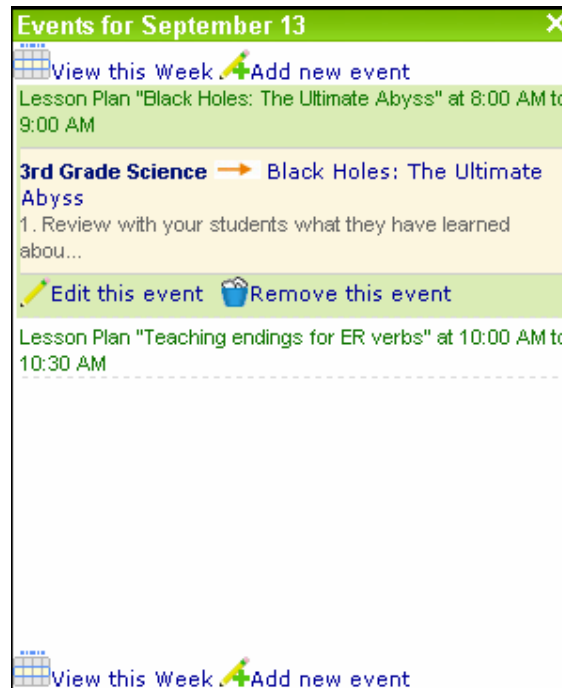 Events for September 13
View this Week Add new event
Lesson Plan "Black Holes: The Ultimate Abyss" at 8:00 AM to
9:00 AM
3rd Grade Science Black Holes: The Ultimate
Abyss
1. Review with your students what they have learned
abou...
Edit this event Remove this event
Lesson Plan "Teaching endings for ER verbs" at 10:00 AM to
10:30 AM
View this Week Add new event